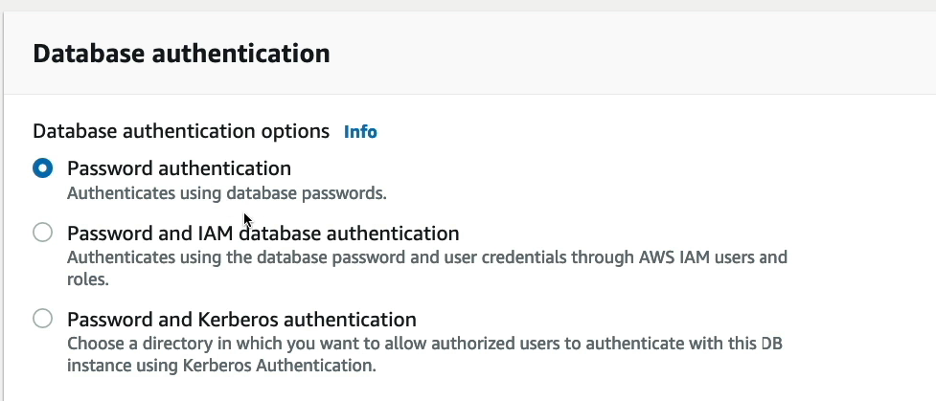 Database authentication
Database authentication options Info
Password authentication
Authenticates using database passwords.
Password and IAM database authentication
Authenticates using the database password and user credentials through AWS IAM users and
roles.
Password and Kerberos authentication
Choose a directory in which you want to allow authorized users to authenticate with this DB
instance using Kerberos Authentication.